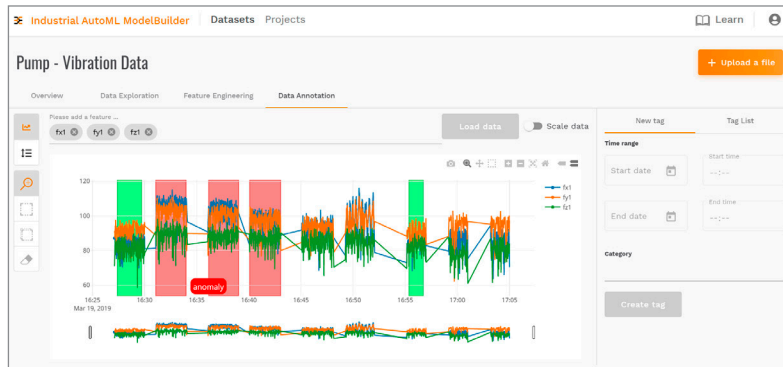 Industrial AutoML ModelBuilder Datasets Projects Learn
Pump - Vibration Data
+ Upload a file
Overview Data Exploration Feature Engineering Data Annotation
Please add a feature ...
fx1 fy1 fz1
Load data
Scale data
120
100
80
60
fx1
fy1
fz1
anomaly
16:25 16:30 16:35 16:40 16:45 16:50 16:55 17:00 17:05
Mar 19, 2019
New tag Tag List
Time range
Start date
Start time
--:--
End date
End time
--:--
Category
Create tag